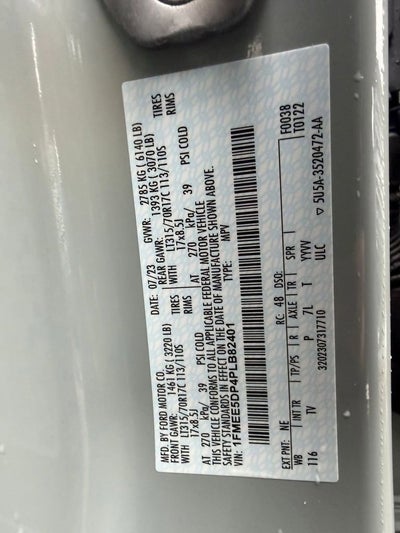 MFD. BY FORD MOTOR CO.
DATE: 07/23 GVWR: 2785 KG ( 6140 LB)
FRONT GAWR: 1461 KG ( 3220 LB) REAR GAWR: 1393 KG ( 3070 LB)
WITH LT315/70R17C 113/110S TIRES WITH LT315/70R17C 113/110S TIRES
17x8.5J RIMS 17x8.5J RIMS
AT 270 kPa/ 39 PSI COLD AT 270 kPa/ 39 PSI COLD
THIS VEHICLE CONFORMS TO ALL APPLICABLE FEDERAL MOTOR VEHICLE
SAFETY STANDARDS IN EFFECT ON THE DATE OF MANUFACTURE SHOWN ABOVE.
VIN: 1FMEE5DP4PLB82401 TYPE: MPV
F0038
T0122
EXT PNT: NE RC: 48 DSO:
WB INT TR TP/PS R AXLE TR SPR
116 TV P 7L T YYVV
ULC
3202307317710
5U5A-3520472-AA